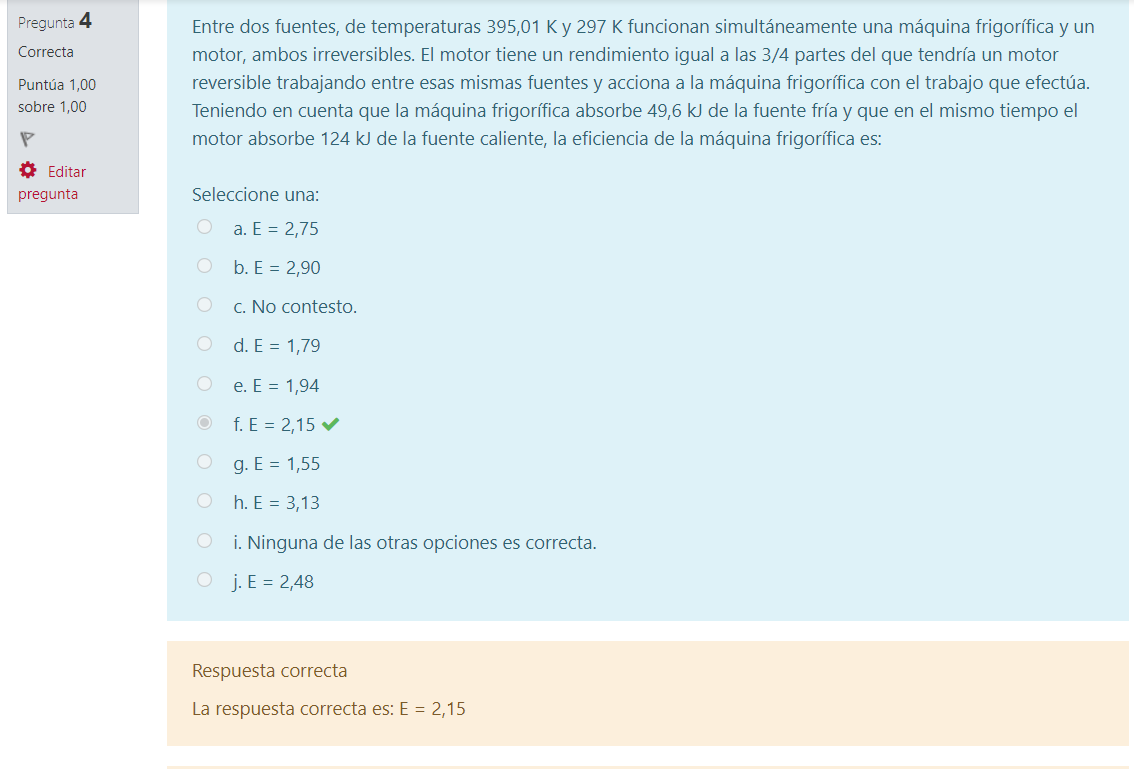 Pregunta 4
Correcta
Puntúa 1,00
sobre 1,00
Editar
pregunta
Entre dos fuentes, de temperaturas 395,01 K y 297 K funcionan simultáneamente una máquina frigorífica y un
motor, ambos irreversibles. El motor tiene un rendimiento igual a las 3/4 partes del que tendría un motor
reversible trabajando entre esas mismas fuentes y acciona a la máquina frigorífica con el trabajo que efectúa.
Teniendo en cuenta que la máquina frigorífica absorbe 49,6 kJ de la fuente fría y que en el mismo tiempo el
motor absorbe 124 kJ de la fuente caliente, la eficiencia de la máquina frigorífica es:
Seleccione una:
a. E = 2,75
b. E = 2,90
c. No contesto.
d. E = 1,79
e. E = 1,94
f. E = 2,15
g. E = 1,55
h. E = 3,13
i. Ninguna de las otras opciones es correcta.
j. E = 2,48
Respuesta correcta
La respuesta correcta es: E = 2,15